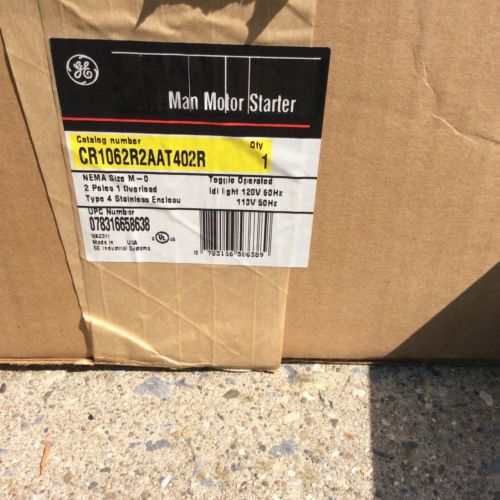 GE
Man Motor Starter
Catalog number Qty
CR1062R2AAT402R 1
NEMA Size M-0 Toggle Operated
2 Poles 1 Overload Idl light 120V 60Hz
Type 4 Stainless Enclosu 110V 50Hz
UPC Number
078316658638
Made in USA
GE Industrial Systems
UL